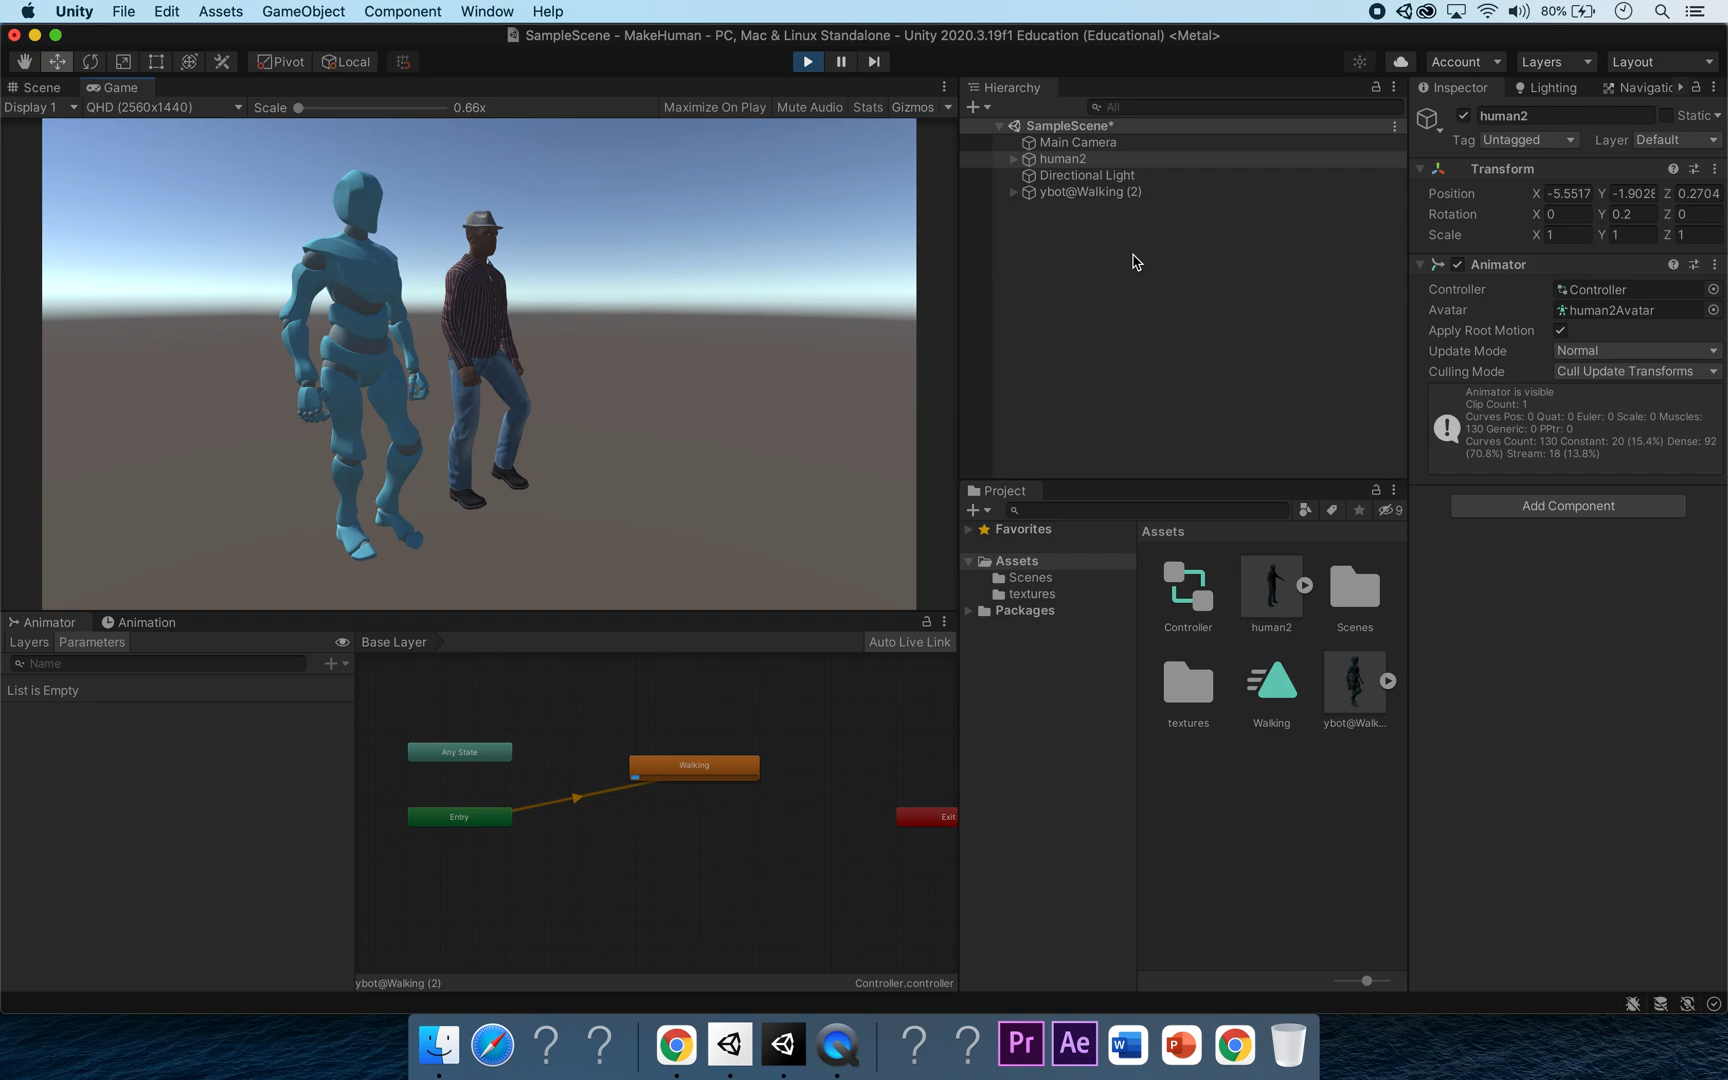 Unity File Edit Assets GameObject Component Window Help 80%
SampleScene - MakeHuman - PC, Mac & Linux Standalone - Unity 2020.3.19f1 Education (Educational) <Metal>
Pivot Local Account Layers Layout
Scene Game
Display 1 QHD (2560x1440) Scale 0.66x Maximize On Play Mute Audio Stats Gizmos
Hierarchy
All
SampleScene*
Main Camera
human2
Directional Light
ybot@Walking (2)
Inspector Lighting Navigatic
human2 Static
Tag Untagged Layer Default
Transform
Position X -5.5517 Y -1.9028 Z 0.2704
Rotation X 0 Y 0.2 Z 0
Scale X 1 Y 1 Z 1
Animator
Controller Controller
Avatar human2Avatar
Apply Root Motion
Update Mode Normal
Culling Mode Cull Update Transforms
Animator is visible
Clip Count: 1
Curves Pos: 0 Quat: 0 Euler: 0 Scale: 0 Muscles:
130 Generic: 0 PPtr: 0
Curves Count: 130 Constant: 20 (15.4%) Dense: 92
(70.8%) Stream: 18 (13.8%)
Add Component
Project
9
Favorites
Assets
Scenes
textures
Packages
Assets
Controller human2 Scenes
textures Walking ybot@Walk...
Animator Animation
Layers Parameters Base Layer Auto Live Link
Name
List is Empty
Any State
Walking
Entry
Exit
ybot@Walking (2) Controller.controller
? ? ? ? Pr Ae W P